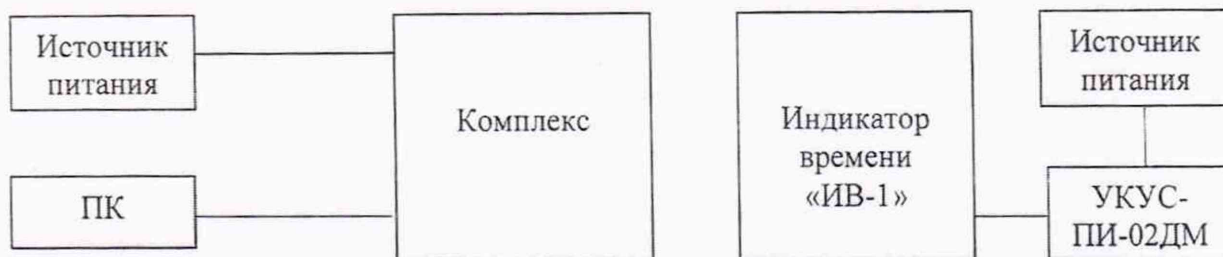 Источник
питания
ПК
Комплекс
Индикатор
времени
«ИВ-1»
Источник
питания
УКУС-
ПИ-02ДМ